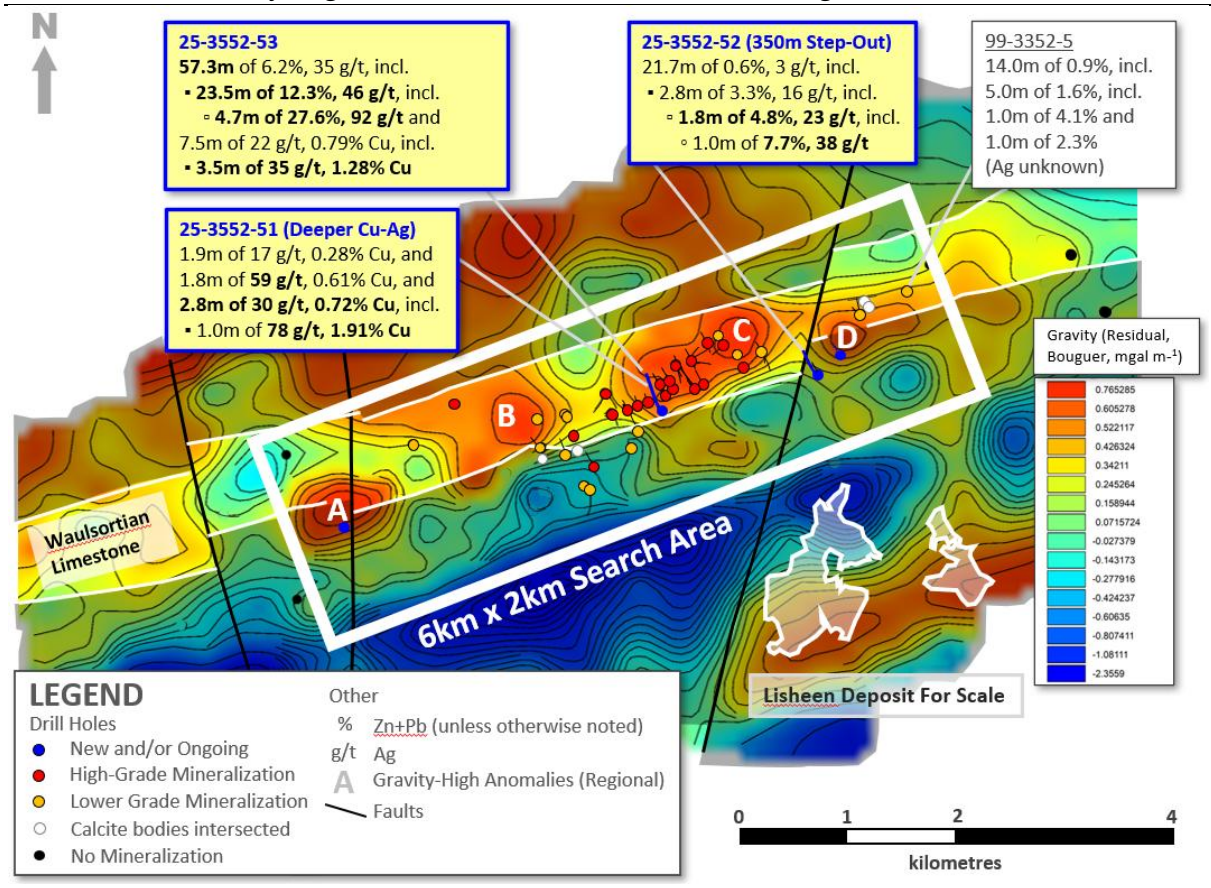 N
25-3552-53
57.3m of 6.2%, 35 g/t, incl.
▪ 23.5m of 12.3%, 46 g/t, incl.
▫ 4.7m of 27.6%, 92 g/t and
7.5m of 22 g/t, 0.79% Cu, incl.
▪ 3.5m of 35 g/t, 1.28% Cu
25-3552-52 (350m Step-Out)
21.7m of 0.6%, 3 g/t, incl.
▪ 2.8m of 3.3%, 16 g/t, incl.
▫ 1.8m of 4.8%, 23 g/t, incl.
▫ 1.0m of 7.7%, 38 g/t
99-3352-5
14.0m of 0.9%, incl.
5.0m of 1.6%, incl.
1.0m of 4.1% and
1.0m of 2.3%
(Ag unknown)
25-3552-51 (Deeper Cu-Ag)
1.9m of 17 g/t, 0.28% Cu, and
1.8m of 59 g/t, 0.61% Cu, and
2.8m of 30 g/t, 0.72% Cu, incl.
▪ 1.0m of 78 g/t, 1.91% Cu
A
B
C
D
Waulsortian
Limestone
6km x 2km Search Area
Gravity (Residual,
Bouguer, mgal m-1)
0.765285
0.605278
0.522117
0.426324
0.34211
0.245264
0.158944
0.0715724
-0.027379
-0.143173
-0.277916
-0.424237
-0.60635
-0.807411
-1.08111
-2.3559
Lisheen Deposit For Scale
LEGEND
Drill Holes
New and/or Ongoing
High-Grade Mineralization
Lower Grade Mineralization
Calcite bodies intersected
No Mineralization
Other
% Zn+Pb (unless otherwise noted)
g/t Ag
A Gravity-High Anomalies (Regional)
Faults
0 1 2 4
kilometres